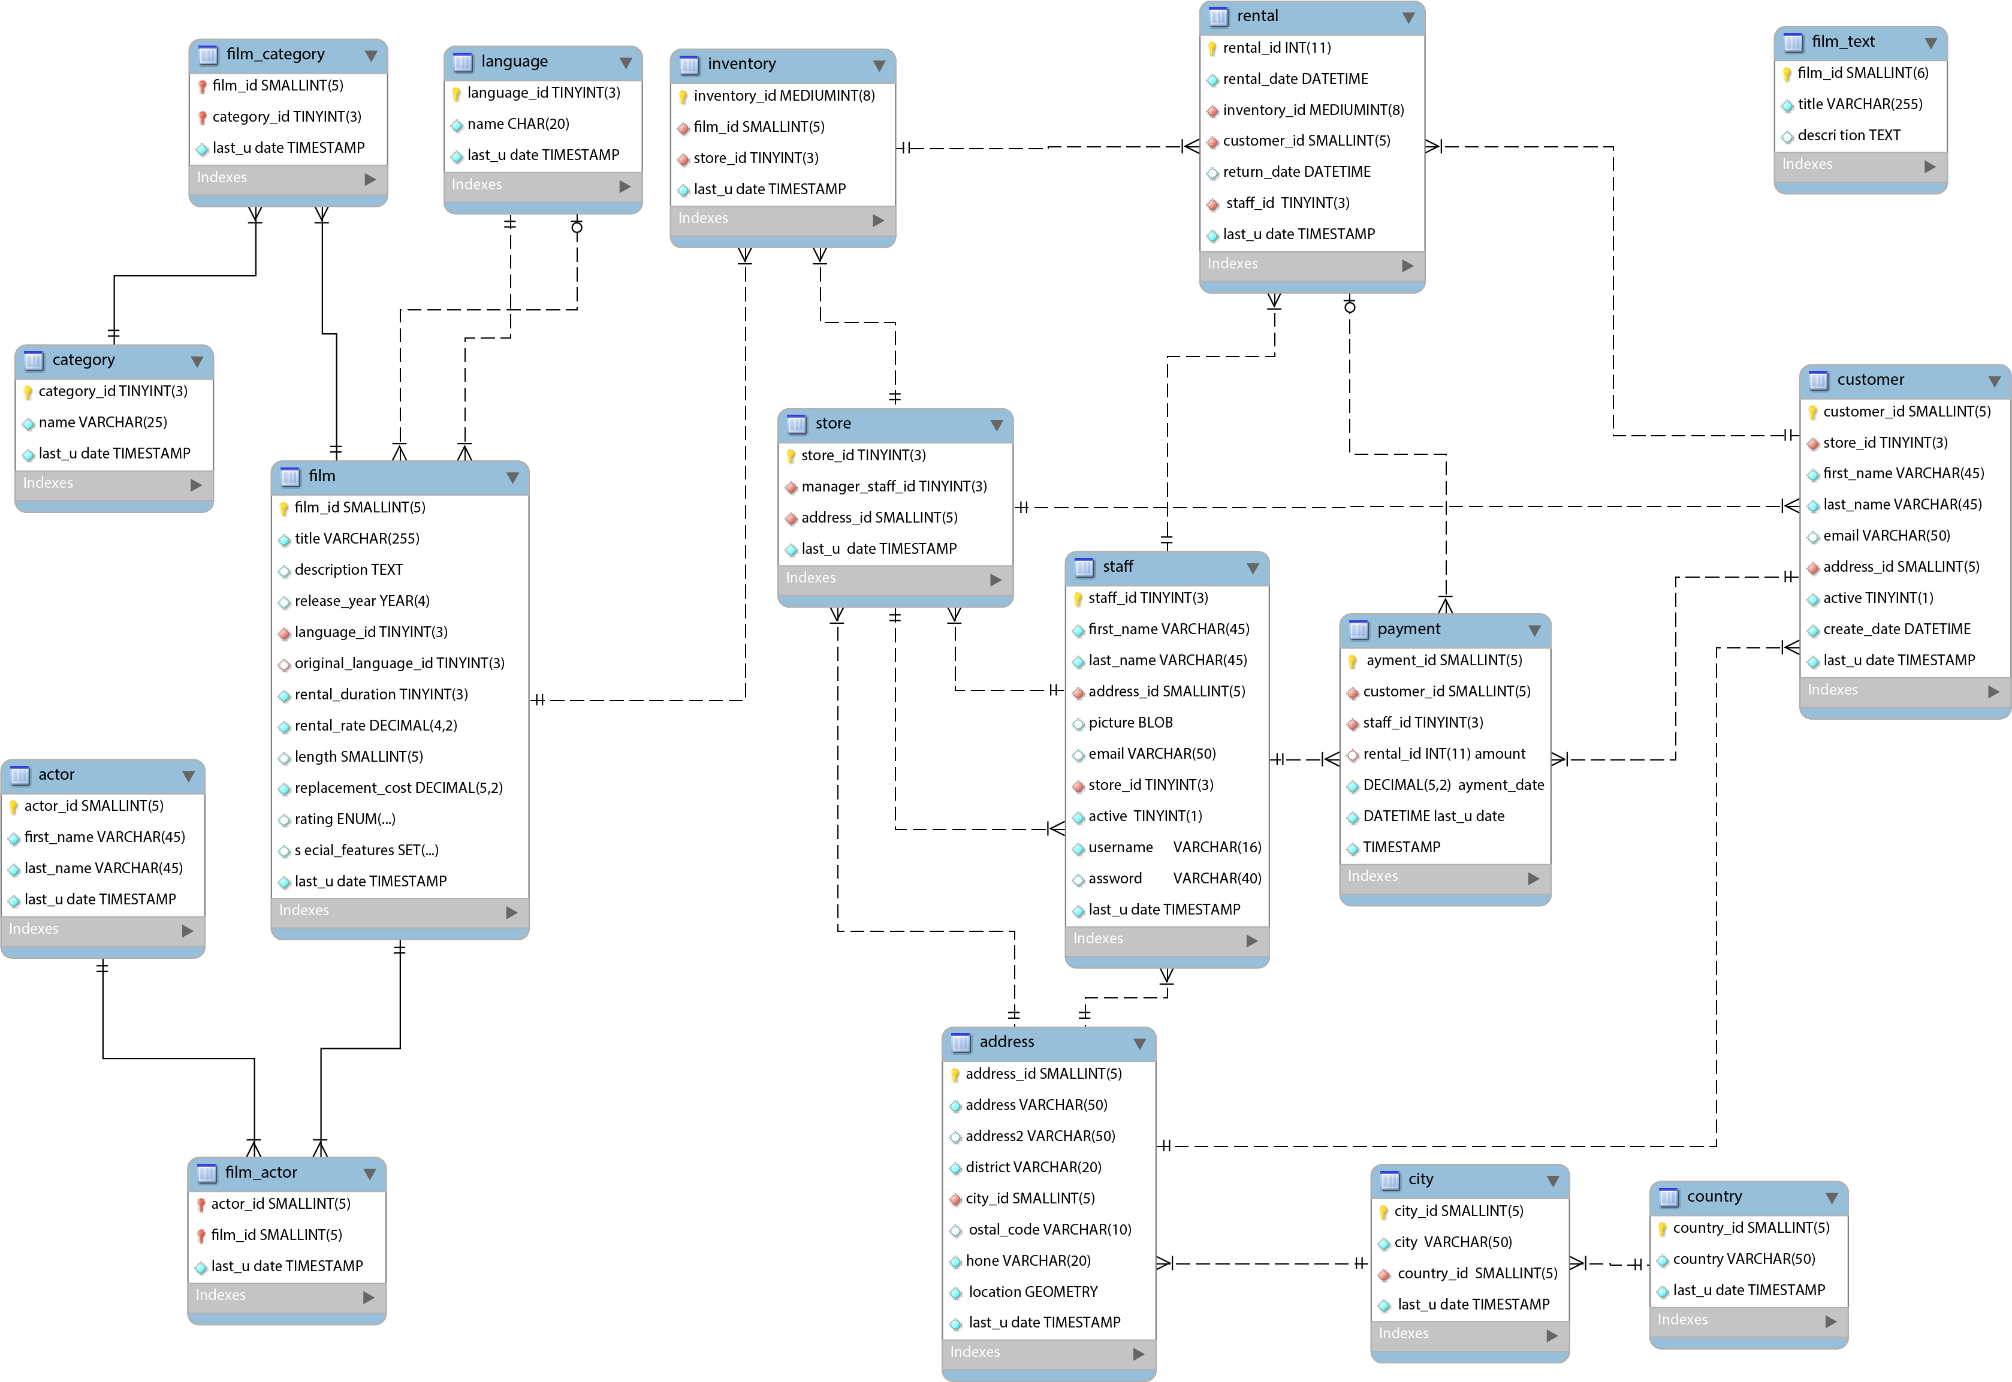 film_category
film_id SMALLINT(5)
category_id TINYINT(3)
last_u date TIMESTAMP
Indexes
language
language_id TINYINT(3)
name CHAR(20)
last_u date TIMESTAMP
Indexes
inventory
inventory_id MEDIUMINT(8)
film_id SMALLINT(5)
store_id TINYINT(3)
last_u date TIMESTAMP
Indexes
rental
rental_id INT(11)
rental_date DATETIME
inventory_id MEDIUMINT(8)
customer_id SMALLINT(5)
return_date DATETIME
staff_id TINYINT(3)
last_u date TIMESTAMP
Indexes
film_text
film_id SMALLINT(6)
title VARCHAR(255)
descri tion TEXT
Indexes
category
category_id TINYINT(3)
name VARCHAR(25)
last_u date TIMESTAMP
Indexes
film
film_id SMALLINT(5)
title VARCHAR(255)
description TEXT
release_year YEAR(4)
language_id TINYINT(3)
original_language_id TINYINT(3)
rental_duration TINYINT(3)
rental_rate DECIMAL(4,2)
length SMALLINT(5)
replacement_cost DECIMAL(5,2)
rating ENUM(...)
s ecial_features SET(...)
last_u date TIMESTAMP
Indexes
store
store_id TINYINT(3)
manager_staff_id TINYINT(3)
address_id SMALLINT(5)
last_u date TIMESTAMP
Indexes
customer
customer_id SMALLINT(5)
store_id TINYINT(3)
first_name VARCHAR(45)
last_name VARCHAR(45)
email VARCHAR(50)
address_id SMALLINT(5)
active TINYINT(1)
create_date DATETIME
last_u date TIMESTAMP
Indexes
staff
staff_id TINYINT(3)
first_name VARCHAR(45)
last_name VARCHAR(45)
address_id SMALLINT(5)
picture BLOB
email VARCHAR(50)
store_id TINYINT(3)
active TINYINT(1)
username VARCHAR(16)
assword VARCHAR(40)
last_u date TIMESTAMP
Indexes
payment
ayment_id SMALLINT(5)
customer_id SMALLINT(5)
staff_id TINYINT(3)
rental_id INT(11) amount
DECIMAL(5,2) ayment_date
DATETIME last_u date
TIMESTAMP
Indexes
actor
actor_id SMALLINT(5)
first_name VARCHAR(45)
last_name VARCHAR(45)
last_u date TIMESTAMP
Indexes
address
address_id SMALLINT(5)
address VARCHAR(50)
address2 VARCHAR(50)
district VARCHAR(20)
city_id SMALLINT(5)
ostal_code VARCHAR(10)
hone VARCHAR(20)
location GEOMETRY
last_u date TIMESTAMP
Indexes
film_actor
actor_id SMALLINT(5)
film_id SMALLINT(5)
last_u date TIMESTAMP
Indexes
city
city_id SMALLINT(5)
city VARCHAR(50)
country_id SMALLINT(5)
last_u date TIMESTAMP
Indexes
country
country_id SMALLINT(5)
country VARCHAR(50)
last_u date TIMESTAMP
Indexes